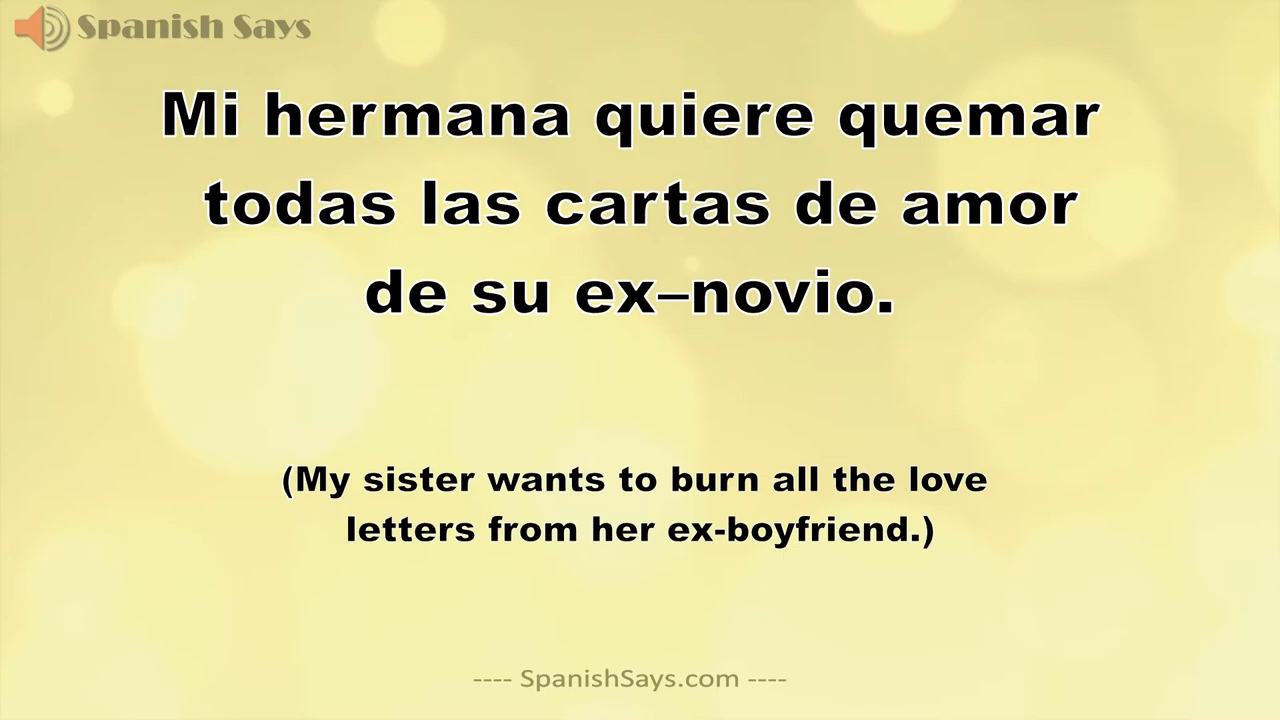 Spanish Says
Mi hermana quiere quemar
todas las cartas de amor
de su ex–novio.
(My sister wants to burn all the love
letters from her ex-boyfriend.)
---- SpanishSays.com ----